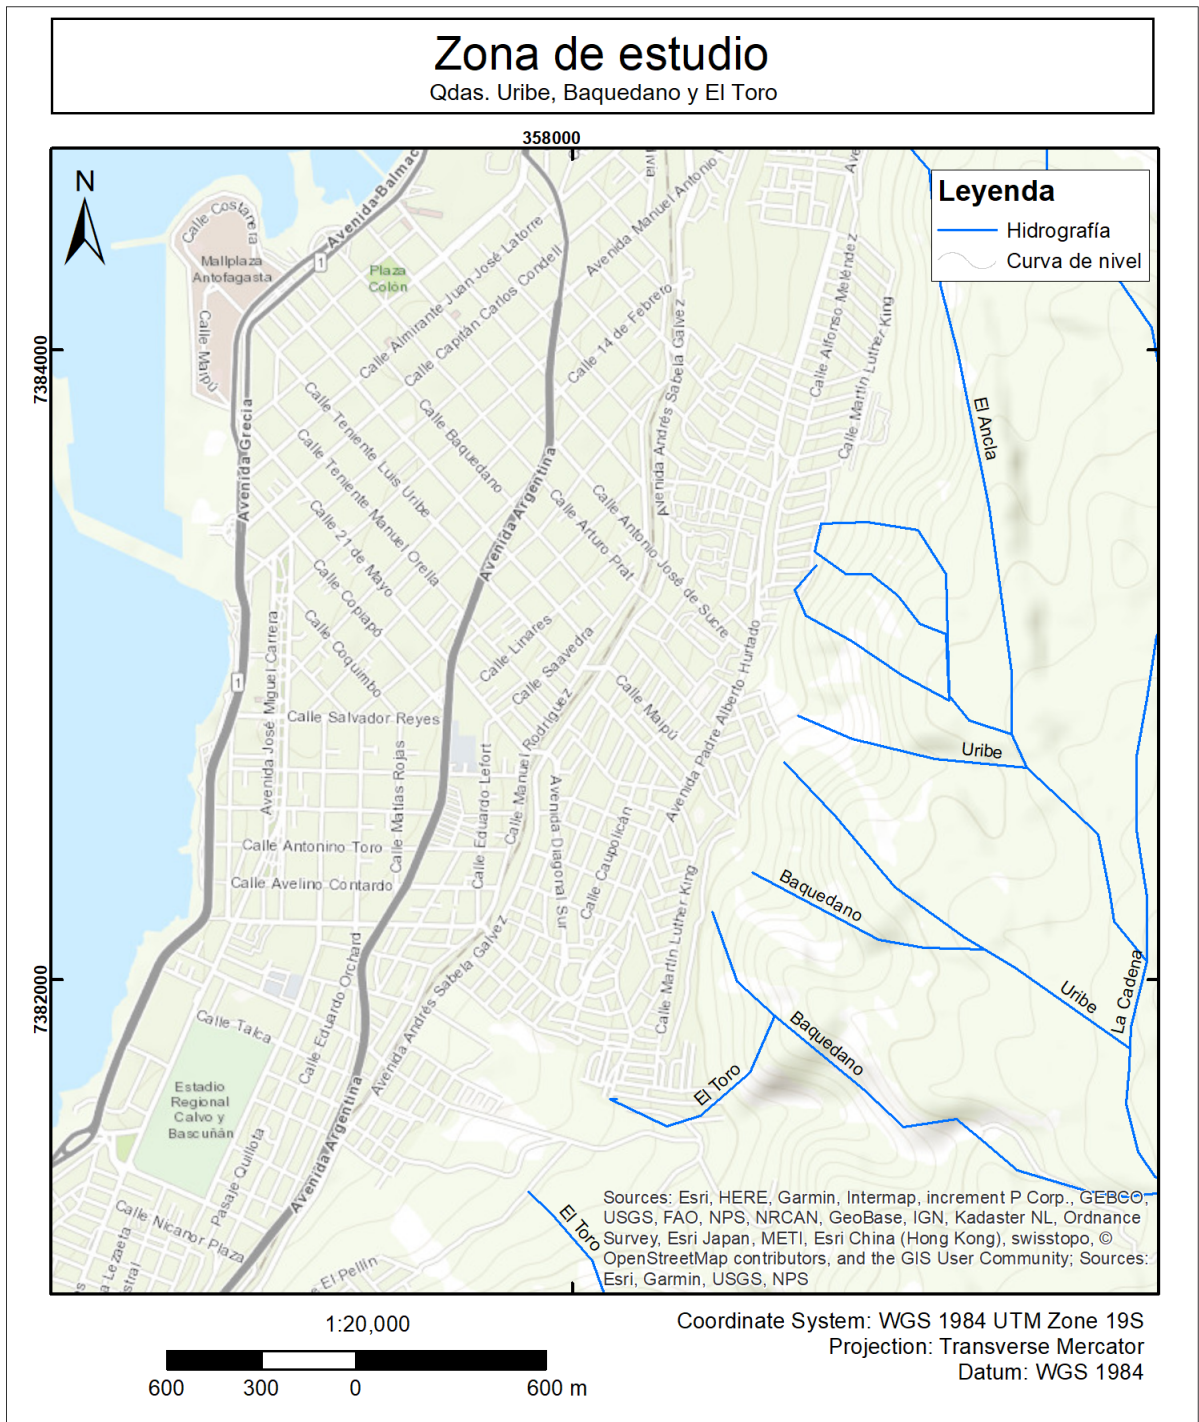 Zona de estudio
Qdas. Uribe, Baquedano y El Toro
358000
7384000
7382000
N
Leyenda
Hidrografía
Curva de nivel
Calle Costanera
Mallplaza
Antofagasta
Calle Maipú
Avenida Balmac
1
Plaza
Colón
Calle Almirante Juan José Latorre
Calle Capitán Carlos Condell
Avenida Manuel Antonio
Calle 14 de Febrero
Avenida Andrés Sabela Galvez
Calle Alfonso Meléndez
Calle Martín Luther King
Ave
El Ancla
Avenida Grecia
Calle Teniente Luis Uribe
Calle Baquedano
Calle Teniente Manuel Orella
Calle 21 de Mayo
Calle Copiapó
Calle Coquimbo
Avenida Argentina
Calle Arturo Prat
Calle Antonio José de Sucre
Calle Linares
Calle Saavedra
Calle Maipú
Avenida Padre Alberto Hurtado
1
Avenida José Miguel Carrera
Calle Salvador Reyes
Calle Matías Rojas
Calle Eduardo Lefort
Calle Manuel Rodríguez
Avenida Diagonal Sur
Calle Caupolicán
Uribe
Calle Antonino Toro
Calle Avelino Contardo
Baquedano
Calle Martín Luther King
Avenida Andrés Sabela Galvez
Calle Eduardo Orchard
Calle Talca
Uribe
La Cadena
Baquedano
El Toro
Estadio
Regional
Calvo y
Bascuñán
Avenida Argentina
Pasaje Quillota
Calle Nicanor Plaza
a Lezaeta
stral
El Pellín
El Toro
Sources: Esri, HERE, Garmin, Intermap, increment P Corp., GEBCO,
USGS, FAO, NPS, NRCAN, GeoBase, IGN, Kadaster NL, Ordnance
Survey, Esri Japan, METI, Esri China (Hong Kong), swisstopo, ©
OpenStreetMap contributors, and the GIS User Community; Sources:
Esri, Garmin, USGS, NPS
1:20,000
600 300 0 600 m
Coordinate System: WGS 1984 UTM Zone 19S
Projection: Transverse Mercator
Datum: WGS 1984